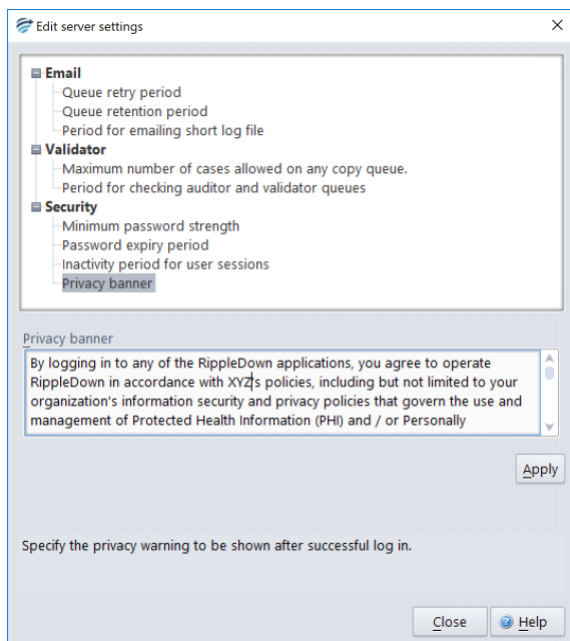 Edit server settings
Email
Queue retry period
Queue retention period
Period for emailing short log file
Validator
Maximum number of cases allowed on any copy queue.
Period for checking auditor and validator queues
Security
Minimum password strength
Password expiry period
Inactivity period for user sessions
Privacy banner
Privacy banner
By logging in to any of the RippleDown applications, you agree to operate
RippleDown in accordance with XYZ's policies, including but not limited to your
organization's information security and privacy policies that govern the use and
management of Protected Health Information (PHI) and / or Personally
Apply
Specify the privacy warning to be shown after successful log in.
Close
Help